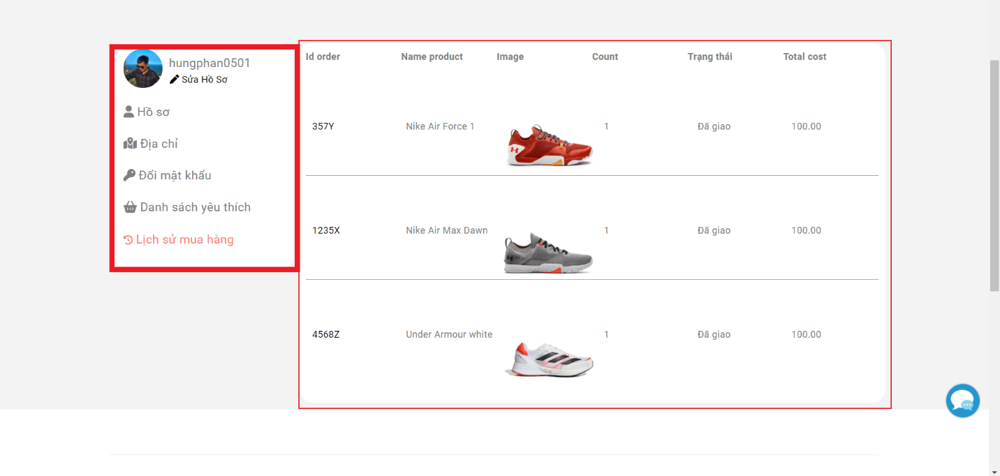 hungphan0501
Sửa Hồ Sơ
Hồ sơ
Địa chỉ
Đổi mật khẩu
Danh sách yêu thích
Lịch sử mua hàng
Id order Name product Image Count Trạng thái Total cost
357Y Nike Air Force 1 1 Đã giao 100.00
1235X Nike Air Max Dawn 1 Đã giao 100.00
4568Z Under Armour white 1 Đã giao 100.00